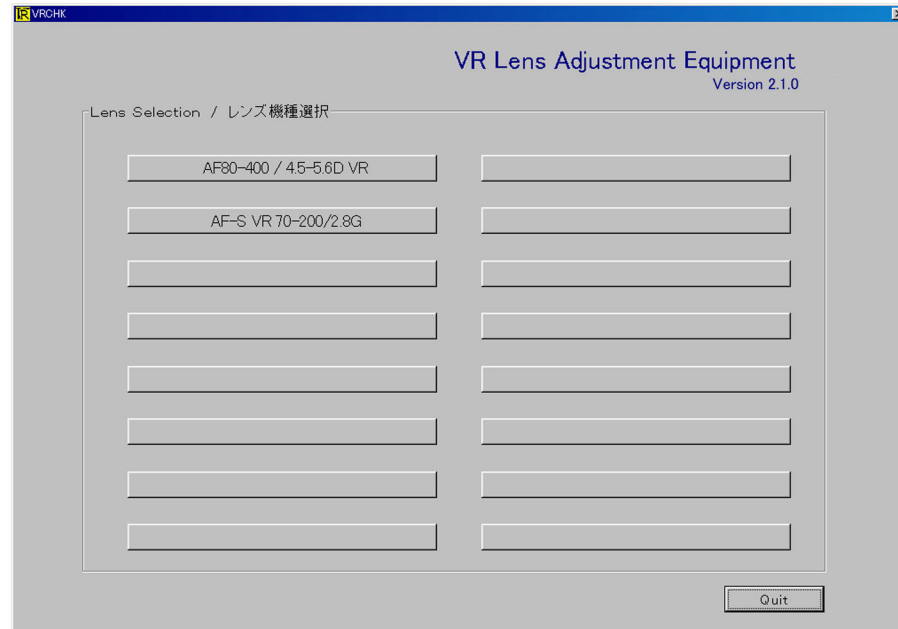 VRCHK
VR Lens Adjustment Equipment
Version 2.1.0
Lens Selection / レンズ機種選択
AF80-400 / 4.5-5.6D VR
AF-S VR 70-200/2.8G
Quit